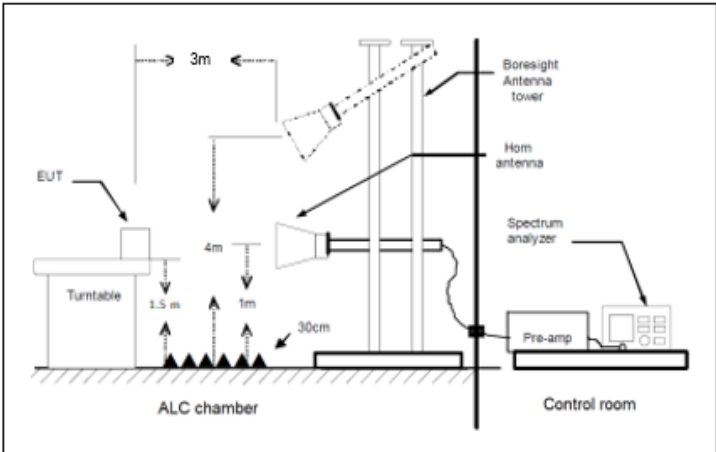 3m
Boresight
Antenna
tower
Horn
antenna
EUT
Spectrum
analyzer
4m
Turntable
1.5 m
1m
30cm
Pre-amp
ALC chamber
Control room